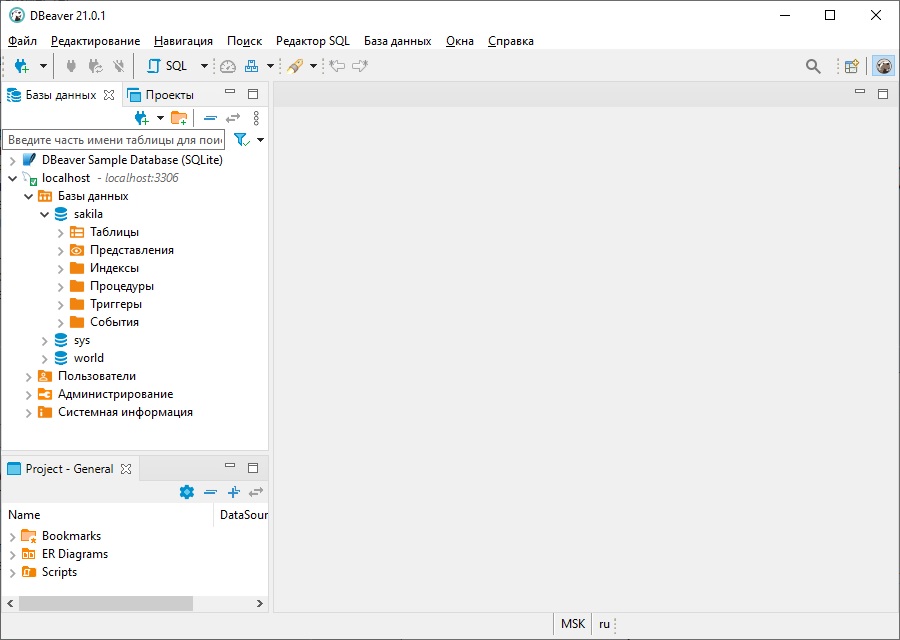 DBeaver 21.0.1
Файл Редактирование Навигация Поиск Редактор SQL База данных Окна Справка
SQL
Базы данных Проекты
Введите часть имени таблицы для пои
DBeaver Sample Database (SQLite)
localhost - localhost:3306
Базы данных
sakila
Таблицы
Представления
Индексы
Процедуры
Триггеры
События
sys
world
Пользователи
Администрирование
Системная информация
Project - General
Name DataSour
Bookmarks
ER Diagrams
Scripts
MSK ru